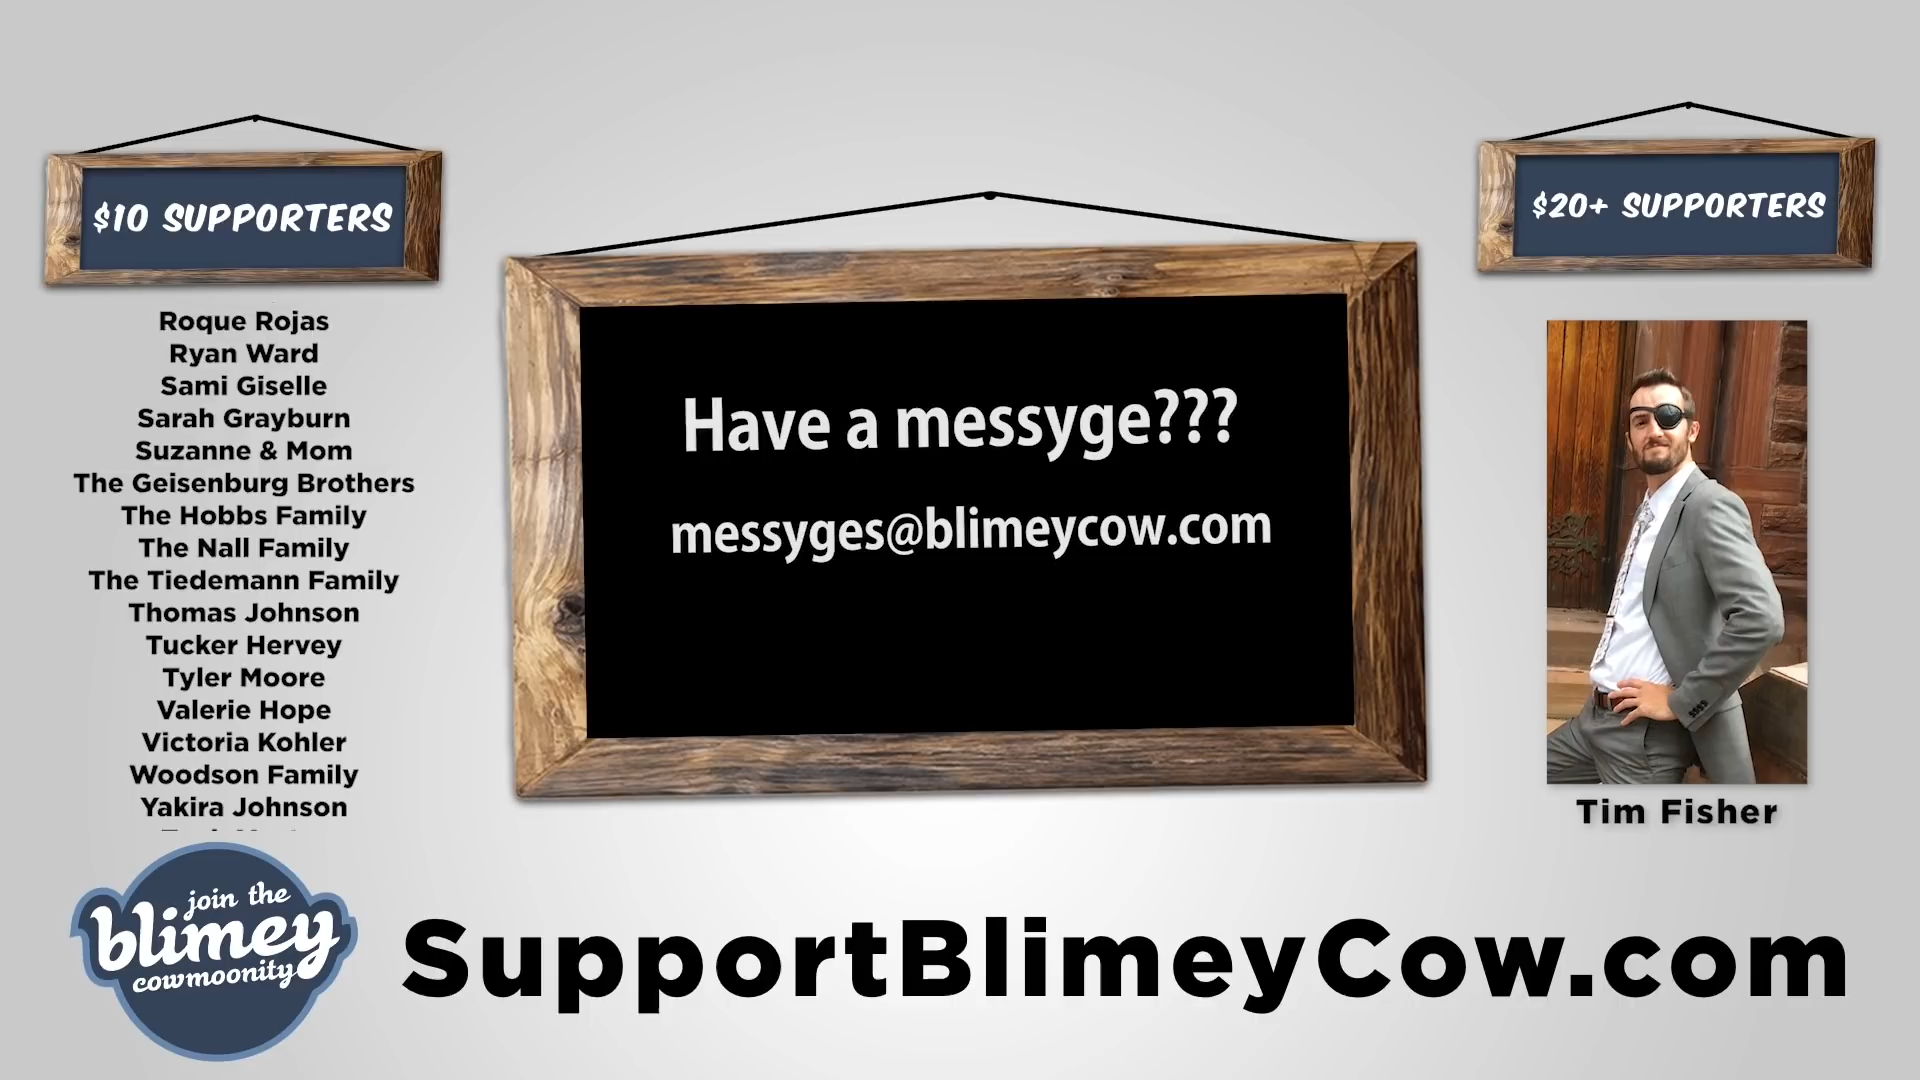 $10 SUPPORTERS
Roque Rojas
Ryan Ward
Sami Giselle
Sarah Grayburn
Suzanne & Mom
The Geisenburg Brothers
The Hobbs Family
The Nall Family
The Tiedemann Family
Thomas Johnson
Tucker Hervey
Tyler Moore
Valerie Hope
Victoria Kohler
Woodson Family
Yakira Johnson
Have a messyge???
messyges@blimeycow.com
$20+ SUPPORTERS
Tim Fisher
join the
blimey
cowmoonity
SupportBlimeyCow.com